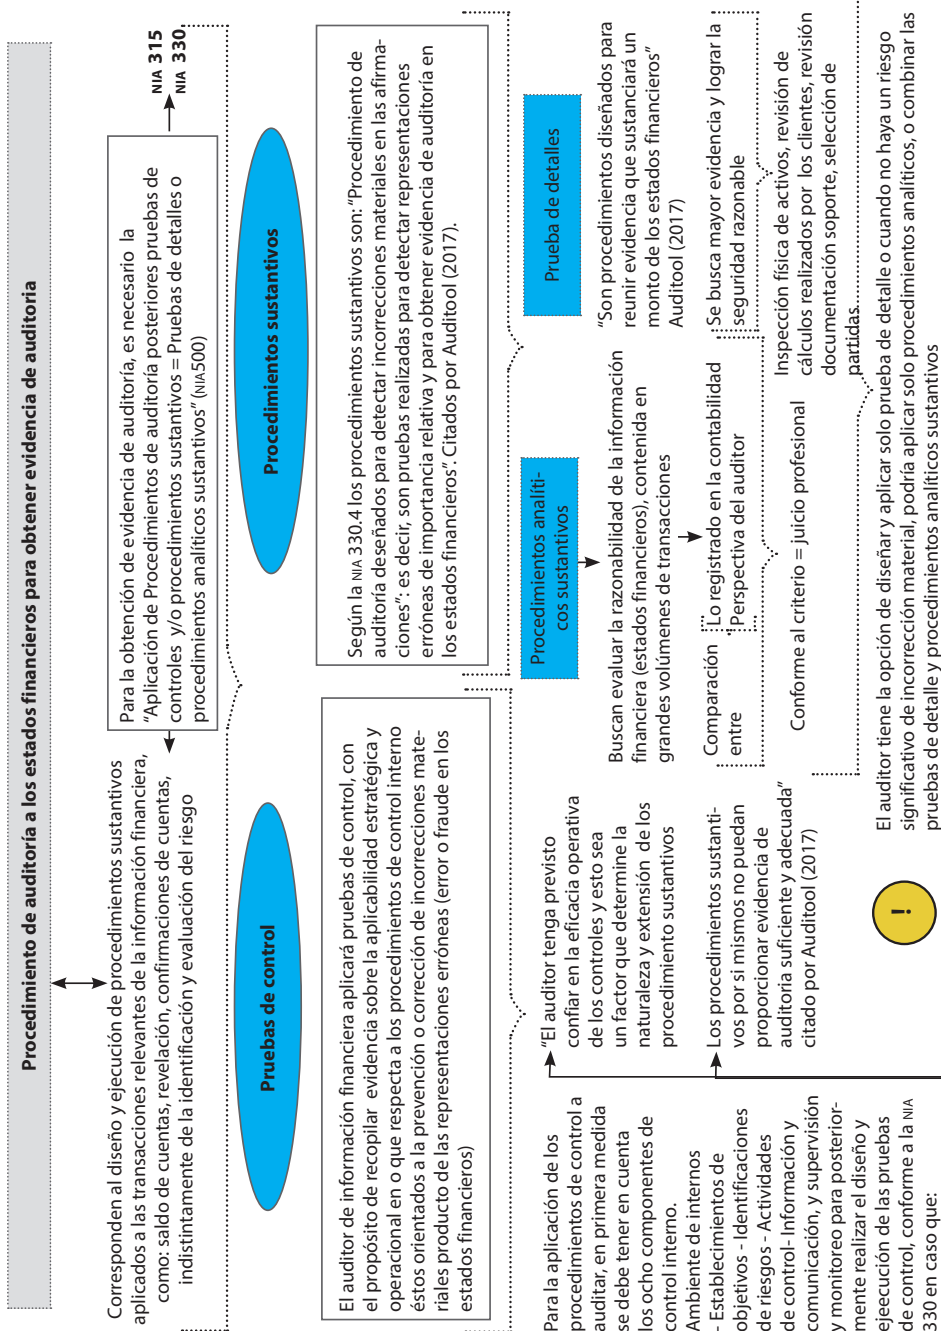 Procedimiento de auditoría a los estados financieros para obtener evidencia de auditoria
Corresponden al diseño y ejecución de procedimientos sustantivos
aplicados a las transacciones relevantes de la información financiera,
como: saldo de cuentas, revelación, confirmaciones de cuentas,
indistintamente de la identificación y evaluación del riesgo
Para la obtención de evidencia de auditoría, es necesario la
“Aplicación de Procedimientos de auditoría posteriores pruebas de
controles y/o procedimientos sustantivos = Pruebas de detalles o
procedimientos analíticos sustantivos” (NIA500)
NIA 315
NIA 330
Pruebas de control
El auditor de información financiera aplicará pruebas de control, con
el propósito de recopilar evidencia sobre la aplicabilidad estratégica y
operacional en o que respecta a los procedimientos de control interno
éstos orientados a la prevención o corrección de incorrecciones mate-
riales producto de las representaciones erróneas (error o fraude en los
estados financieros)
Procedimientos sustantivos
Según la NIA 330.4 los procedimientos sustantivos son: “Procedimiento de
auditoría deseñados para detectar incorrecciones materiales en las afirma-
ciones”: es decir, son pruebas realizadas para detectar representaciones
erróneas de importancia relativa y para obtener evidencia de auditoría en
los estados financieros”. Citados por Auditool (2017).
Para la aplicación de los
procedimientos de control a
auditar, en primera medida
se debe tener en cuenta
los ocho componentes de
control interno.
Ambiente de internos
- Establecimientos de
objetivos - Identificaciones
de riesgos - Actividades
de control- Información y
comunicación, y supervisión
y monitoreo para posterior-
mente realizar el diseño y
ejeecución de las pruebas
de control, conforme a la NIA
330 en caso que:
“El auditor tenga previsto
confiar en la eficacia operativa
de los controles y esto sea
un factor que determine la
naturaleza y extensión de los
procedimiento sustantivos
Los procedimientos sustanti-
vos por si mismos no puedan
proporcionar evidencia de
auditoria suficiente y adecuada”
citado por Auditool (2017)
Procedimientos analíti-
cos sustantivos
Buscan evaluar la razonabilidad de la información
financiera (estados financieros), contenida en
grandes volúmenes de transacciones
Comparación
entre
Lo registrado en la contabilidad
Perspectiva del auditor
Conforme al criterio = juicio profesional
Prueba de detalles
“Son procedimientos diseñados para
reunir evidencia que sustanciará un
monto de los estados financieros”
Auditool (2017)
Se busca mayor evidencia y lograr la
seguridad razonable
Inspección física de activos, revisión de
cálculos realizados por los clientes, revisión
documentación soporte, selección de
partidas.
!
El auditor tiene la opción de diseñar y aplicar solo prueba de detalle o cuando no haya un riesgo
significativo de incorrección material, podría aplicar solo procedimientos analíticos, o combinar las
pruebas de detalle y procedimientos analíticos sustantivos